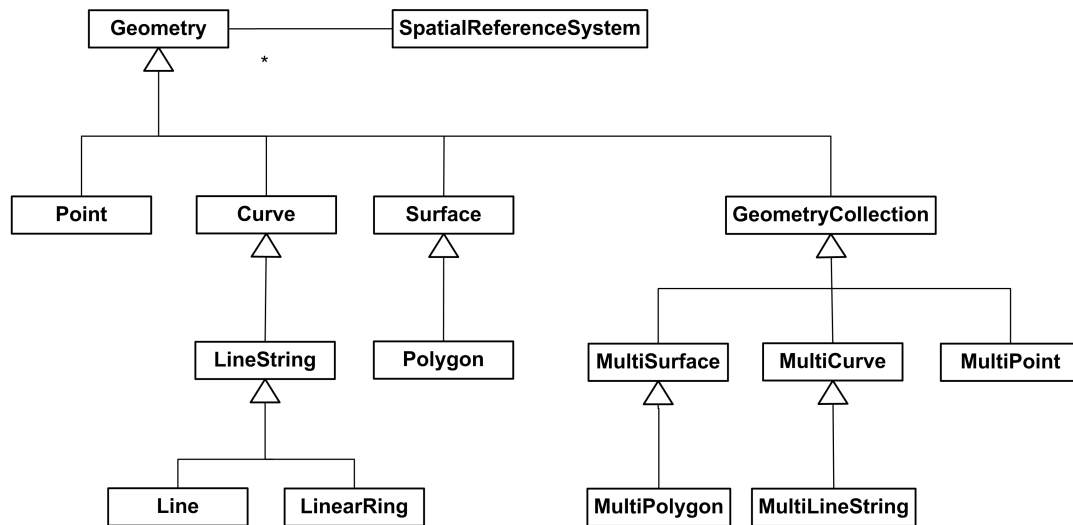 Geometry
SpatialReferenceSystem
*
Point
Curve
Surface
GeometryCollection
LineString
Polygon
MultiSurface
MultiCurve
MultiPoint
Line
LinearRing
MultiPolygon
MultiLineString